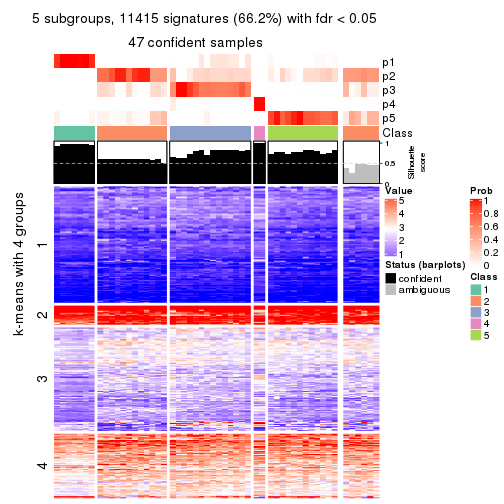 5 subgroups, 11415 signatures (66.2%) with fdr < 0.05
47 confident samples
p1
p2
p3
p4
p5
Class
1
0.5
0
Silhouette
score
k-means with 4 groups
1
2
3
4
Value
5
4
3
2
1
Status (barplots)
confident
ambiguous
Prob
1
0.8
0.6
0.4
0.2
0
Class
1
2
3
4
5